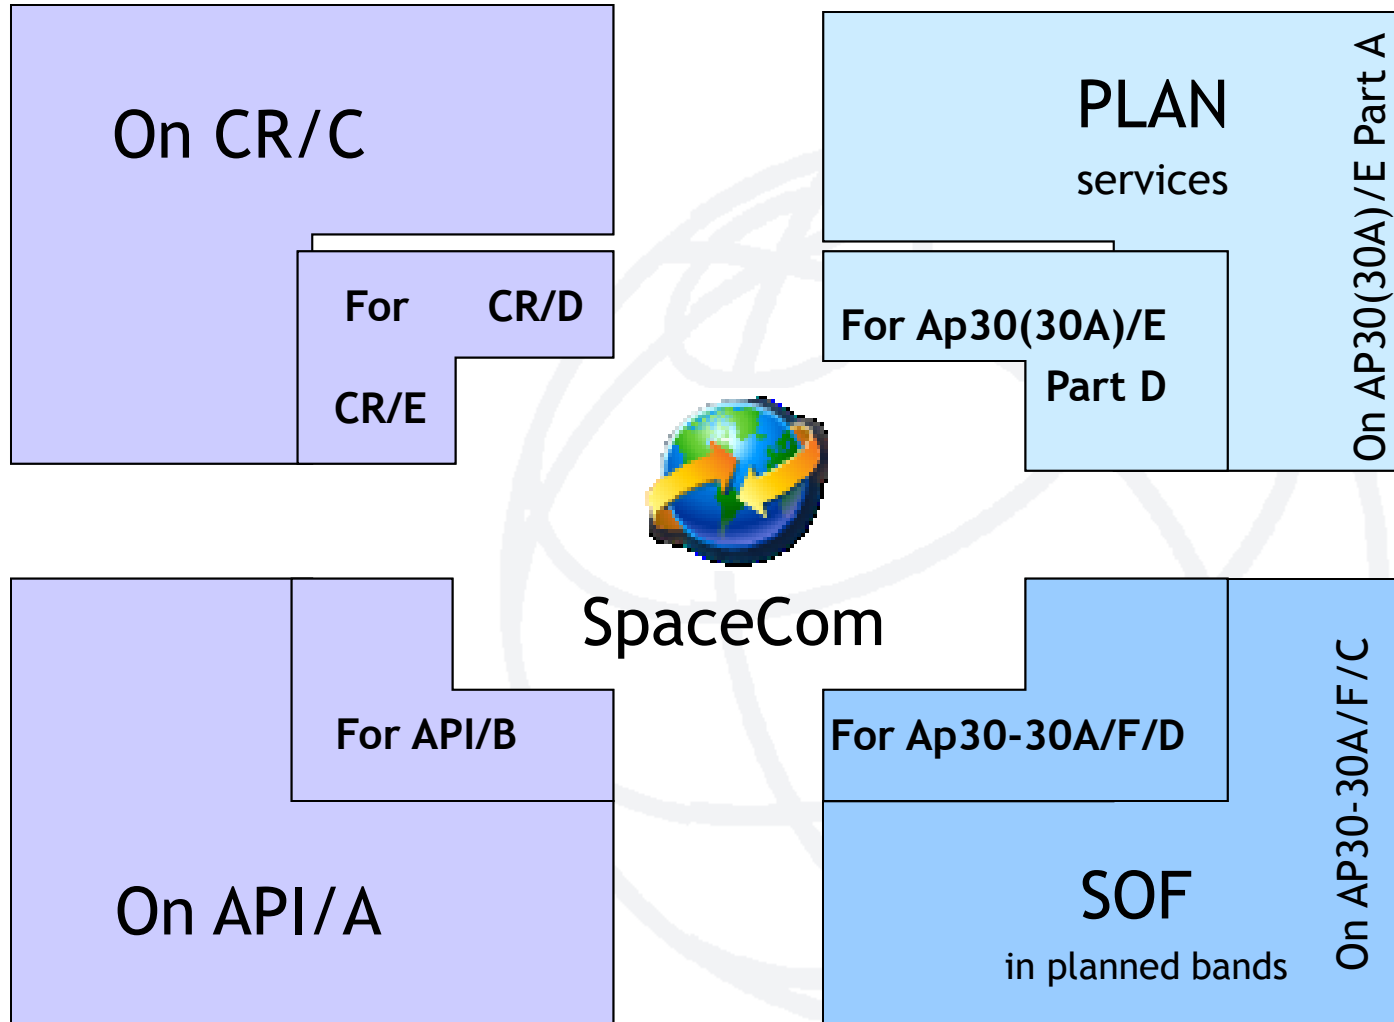 On CR/C
For CR/D
CR/E
PLAN
services
On AP30(30A)/E Part A
For Ap30(30A)/E
Part D
SpaceCom
For API/B
On API/A
For Ap30-30A/F/D
SOF
in planned bands
On AP30-30A/F/C